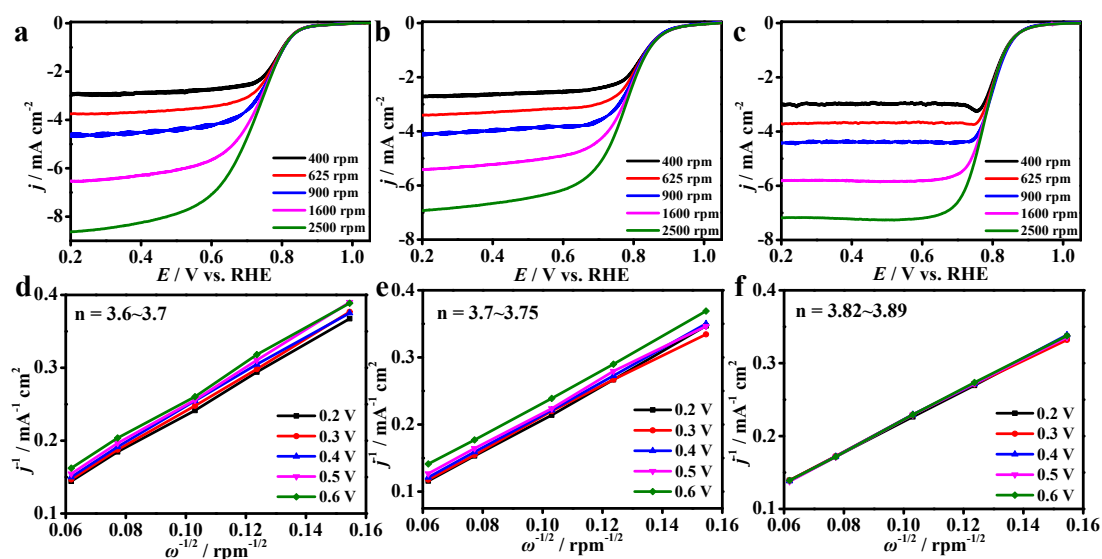 a
0
-2
-4
-6
-8
j / mA cm-2
400 rpm
625 rpm
900 rpm
1600 rpm
2500 rpm
0.2 0.4 0.6 0.8 1.0
E / V vs. RHE
b
0
-2
-4
-6
-8
j / mA cm-2
400 rpm
625 rpm
900 rpm
1600 rpm
2500 rpm
0.2 0.4 0.6 0.8 1.0
E / V vs. RHE
c
0
-2
-4
-6
-8
j / mA cm-2
400 rpm
625 rpm
900 rpm
1600 rpm
2500 rpm
0.2 0.4 0.6 0.8 1.0
E / V vs. RHE
d
n = 3.6~3.7
0.4
0.3
0.2
0.1
j-1 / mA-1 cm2
0.2 V
0.3 V
0.4 V
0.5 V
0.6 V
0.06 0.08 0.10 0.12 0.14 0.16
ω-1/2 / rpm-1/2
e
n = 3.7~3.75
0.4
0.3
0.2
0.1
j-1 / mA-1 cm2
0.2 V
0.3 V
0.4 V
0.5 V
0.6 V
0.06 0.08 0.10 0.12 0.14 0.16
ω-1/2 / rpm-1/2
f
n = 3.82~3.89
0.4
0.3
0.2
0.1
j-1 / mA-1 cm2
0.2 V
0.3 V
0.4 V
0.5 V
0.6 V
0.06 0.08 0.10 0.12 0.14 0.16
ω-1/2 / rpm-1/2